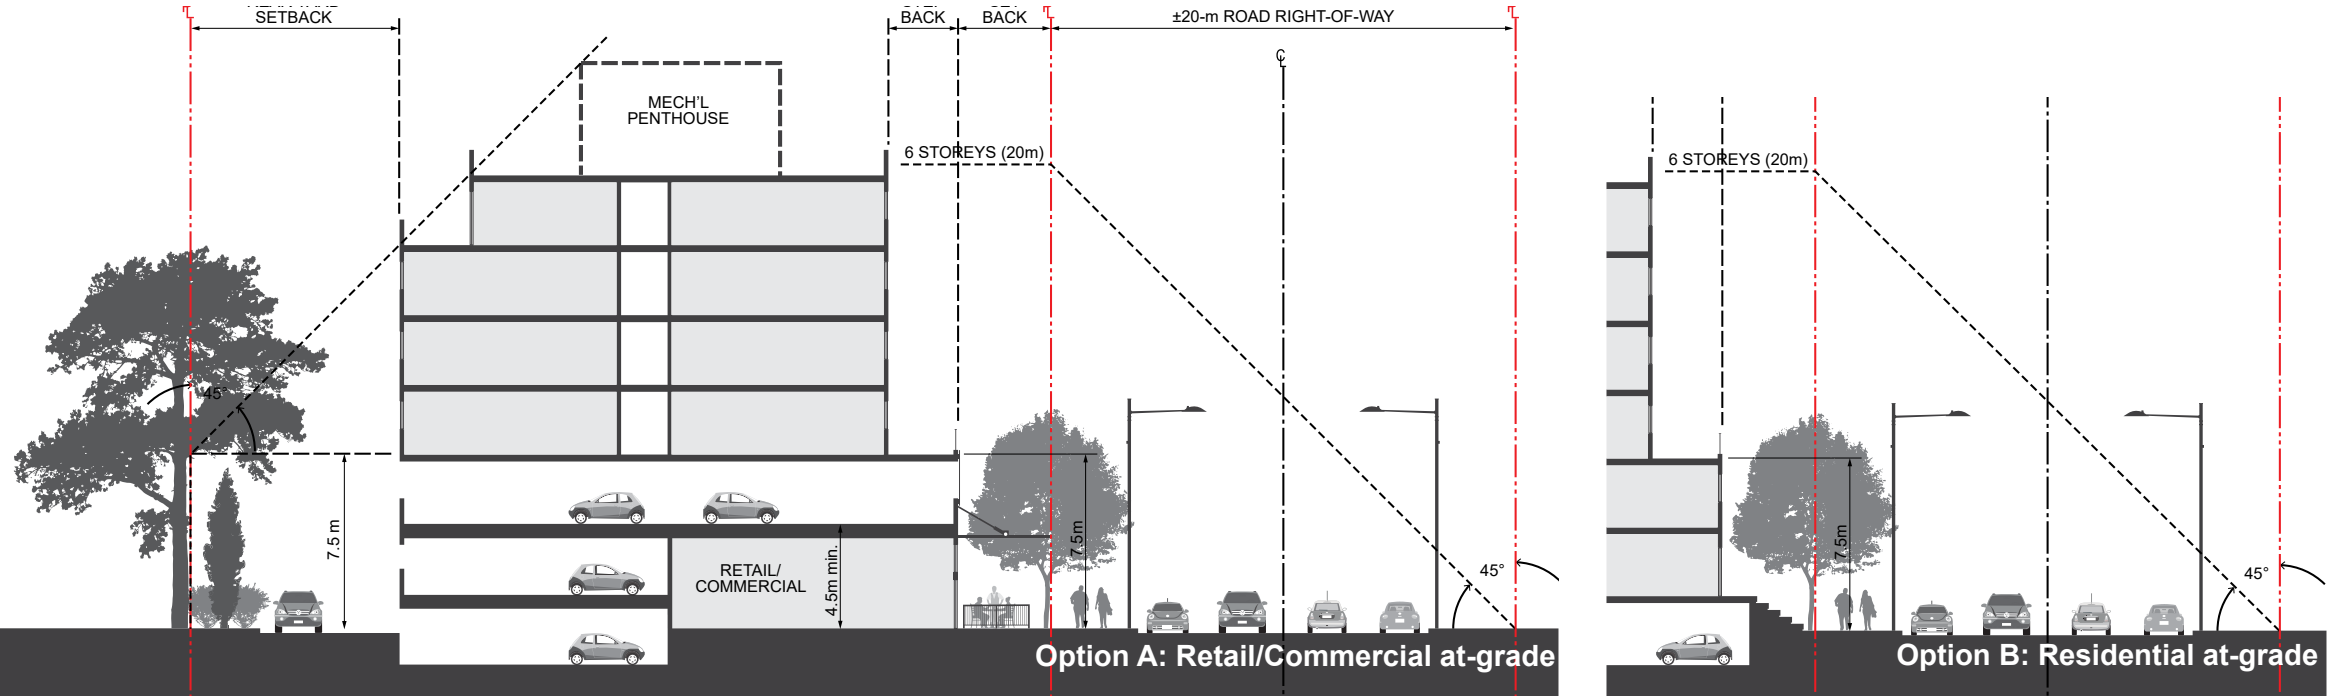 SETBACK
BACK
BACK
±20-m ROAD RIGHT-OF-WAY
MECH'L
PENTHOUSE
6 STOREYS (20m)
45°
7.5 m
RETAIL/
COMMERCIAL
4.5m min.
7.5m
45°
Option A: Retail/Commercial at-grade
6 STOREYS (20m)
7.5m
45°
Option B: Residential at-grade